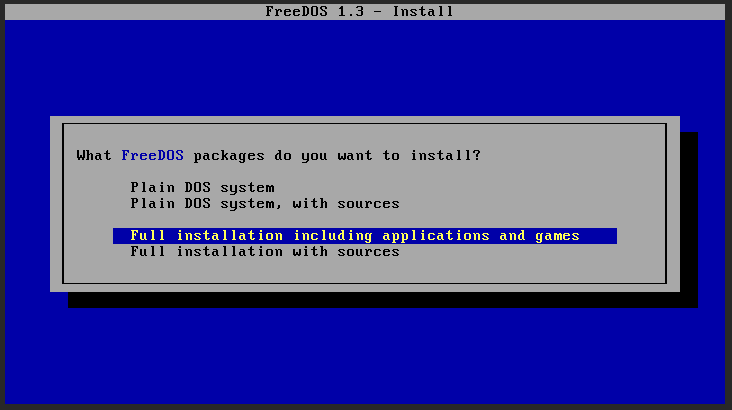 FreeDOS 1.3 - Install
What FreeDOS packages do you want to install?
Plain DOS system
Plain DOS system, with sources
Full installation including applications and games
Full installation with sources